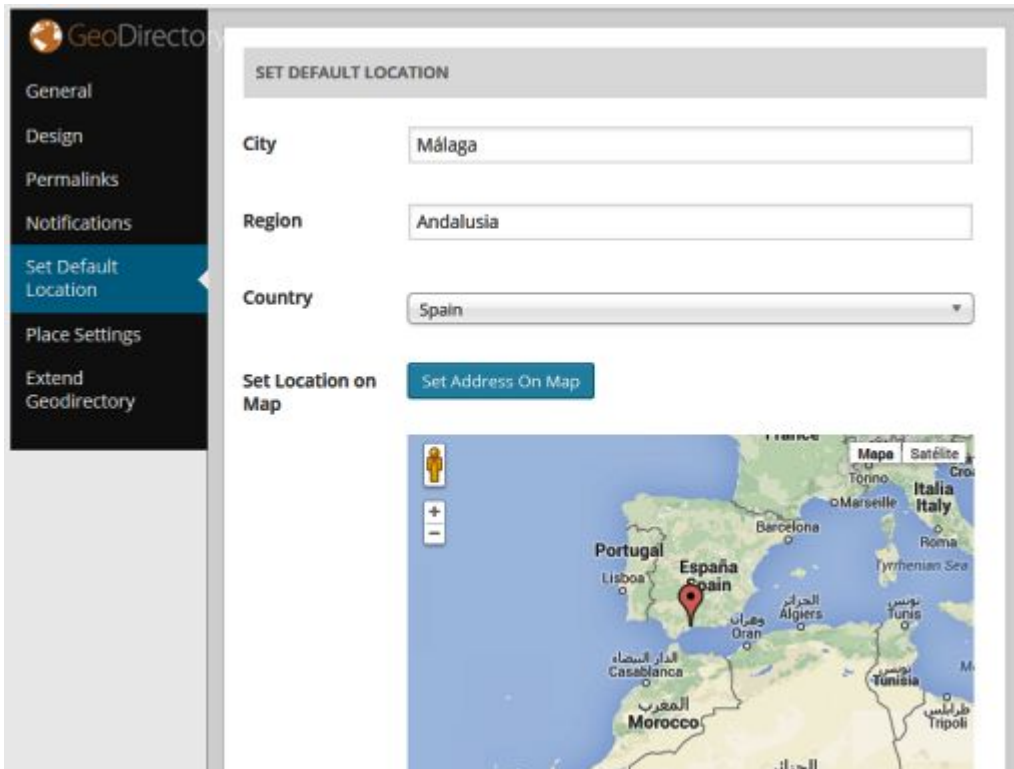 GeoDirectory
General
Design
Permalinks
Notifications
Set Default
Location
Place Settings
Extend
Geodirectory
SET DEFAULT LOCATION
City
Málaga
Region
Andalusia
Country
Spain
Set Location on
Map
Set Address On Map
France
Mapa
Satélite
Torino
Italia
Italy
Marseille
Barcelona
Roma
Portugal
España
Spain
Lisboa
Tyrrhenian Sea
الجزائر
Algiers
تونس
Tunis
وهران
Oran
الدار البيضاء
Casablanca
تونس
Tunisia
المغرب
Morocco
طرابلس
Tripoli